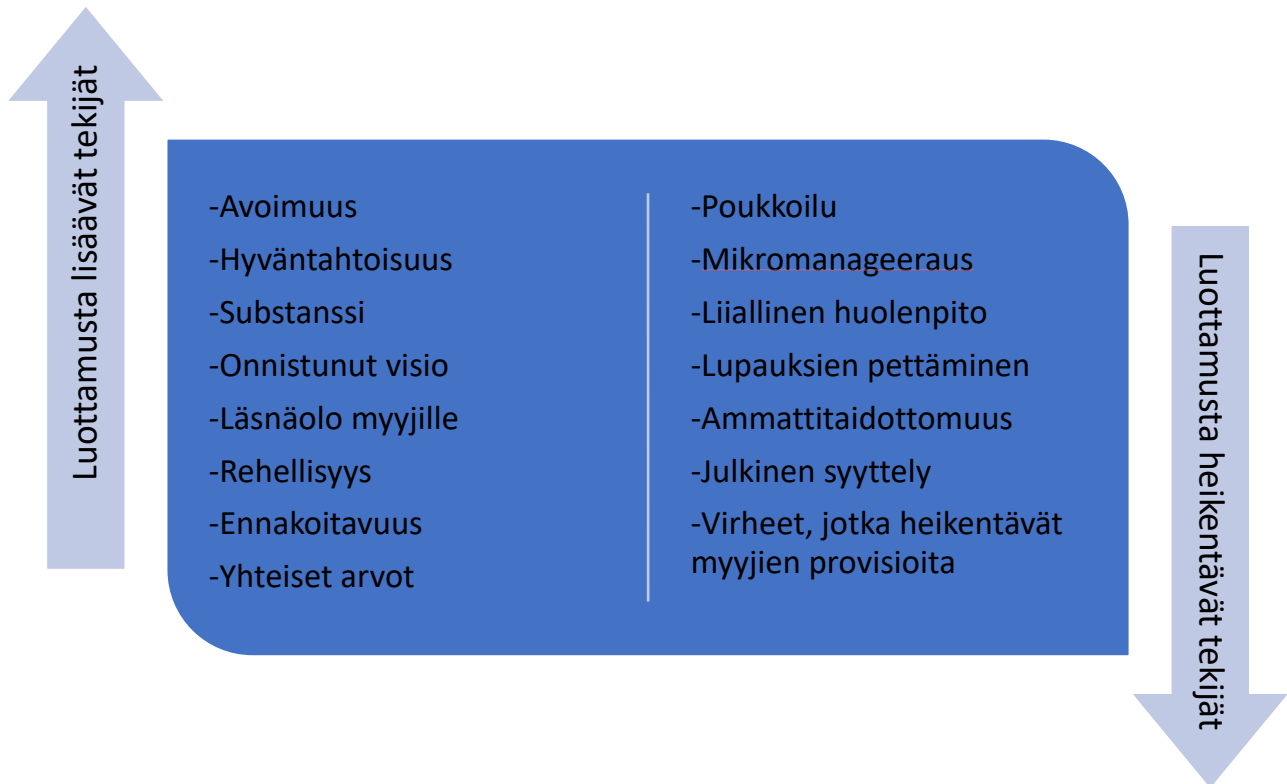 Luottamusta lisäävät tekijät
-Avoimuus
-Hyväntahtoisuus
-Substanssi
-Onnistunut visio
-Läsnäolo myyjille
-Rehellisyys
-Ennakoitavuus
-Yhteiset arvot
-Poukkoilu
-Mikromanageeraus
-Liiallinen huolenpito
-Lupauksien pettäminen
-Ammattitaidottomuus
-Julkinen syyttely
-Virheet, jotka heikentävät
myyjien provisioita
Luottamusta heikentävät tekijät